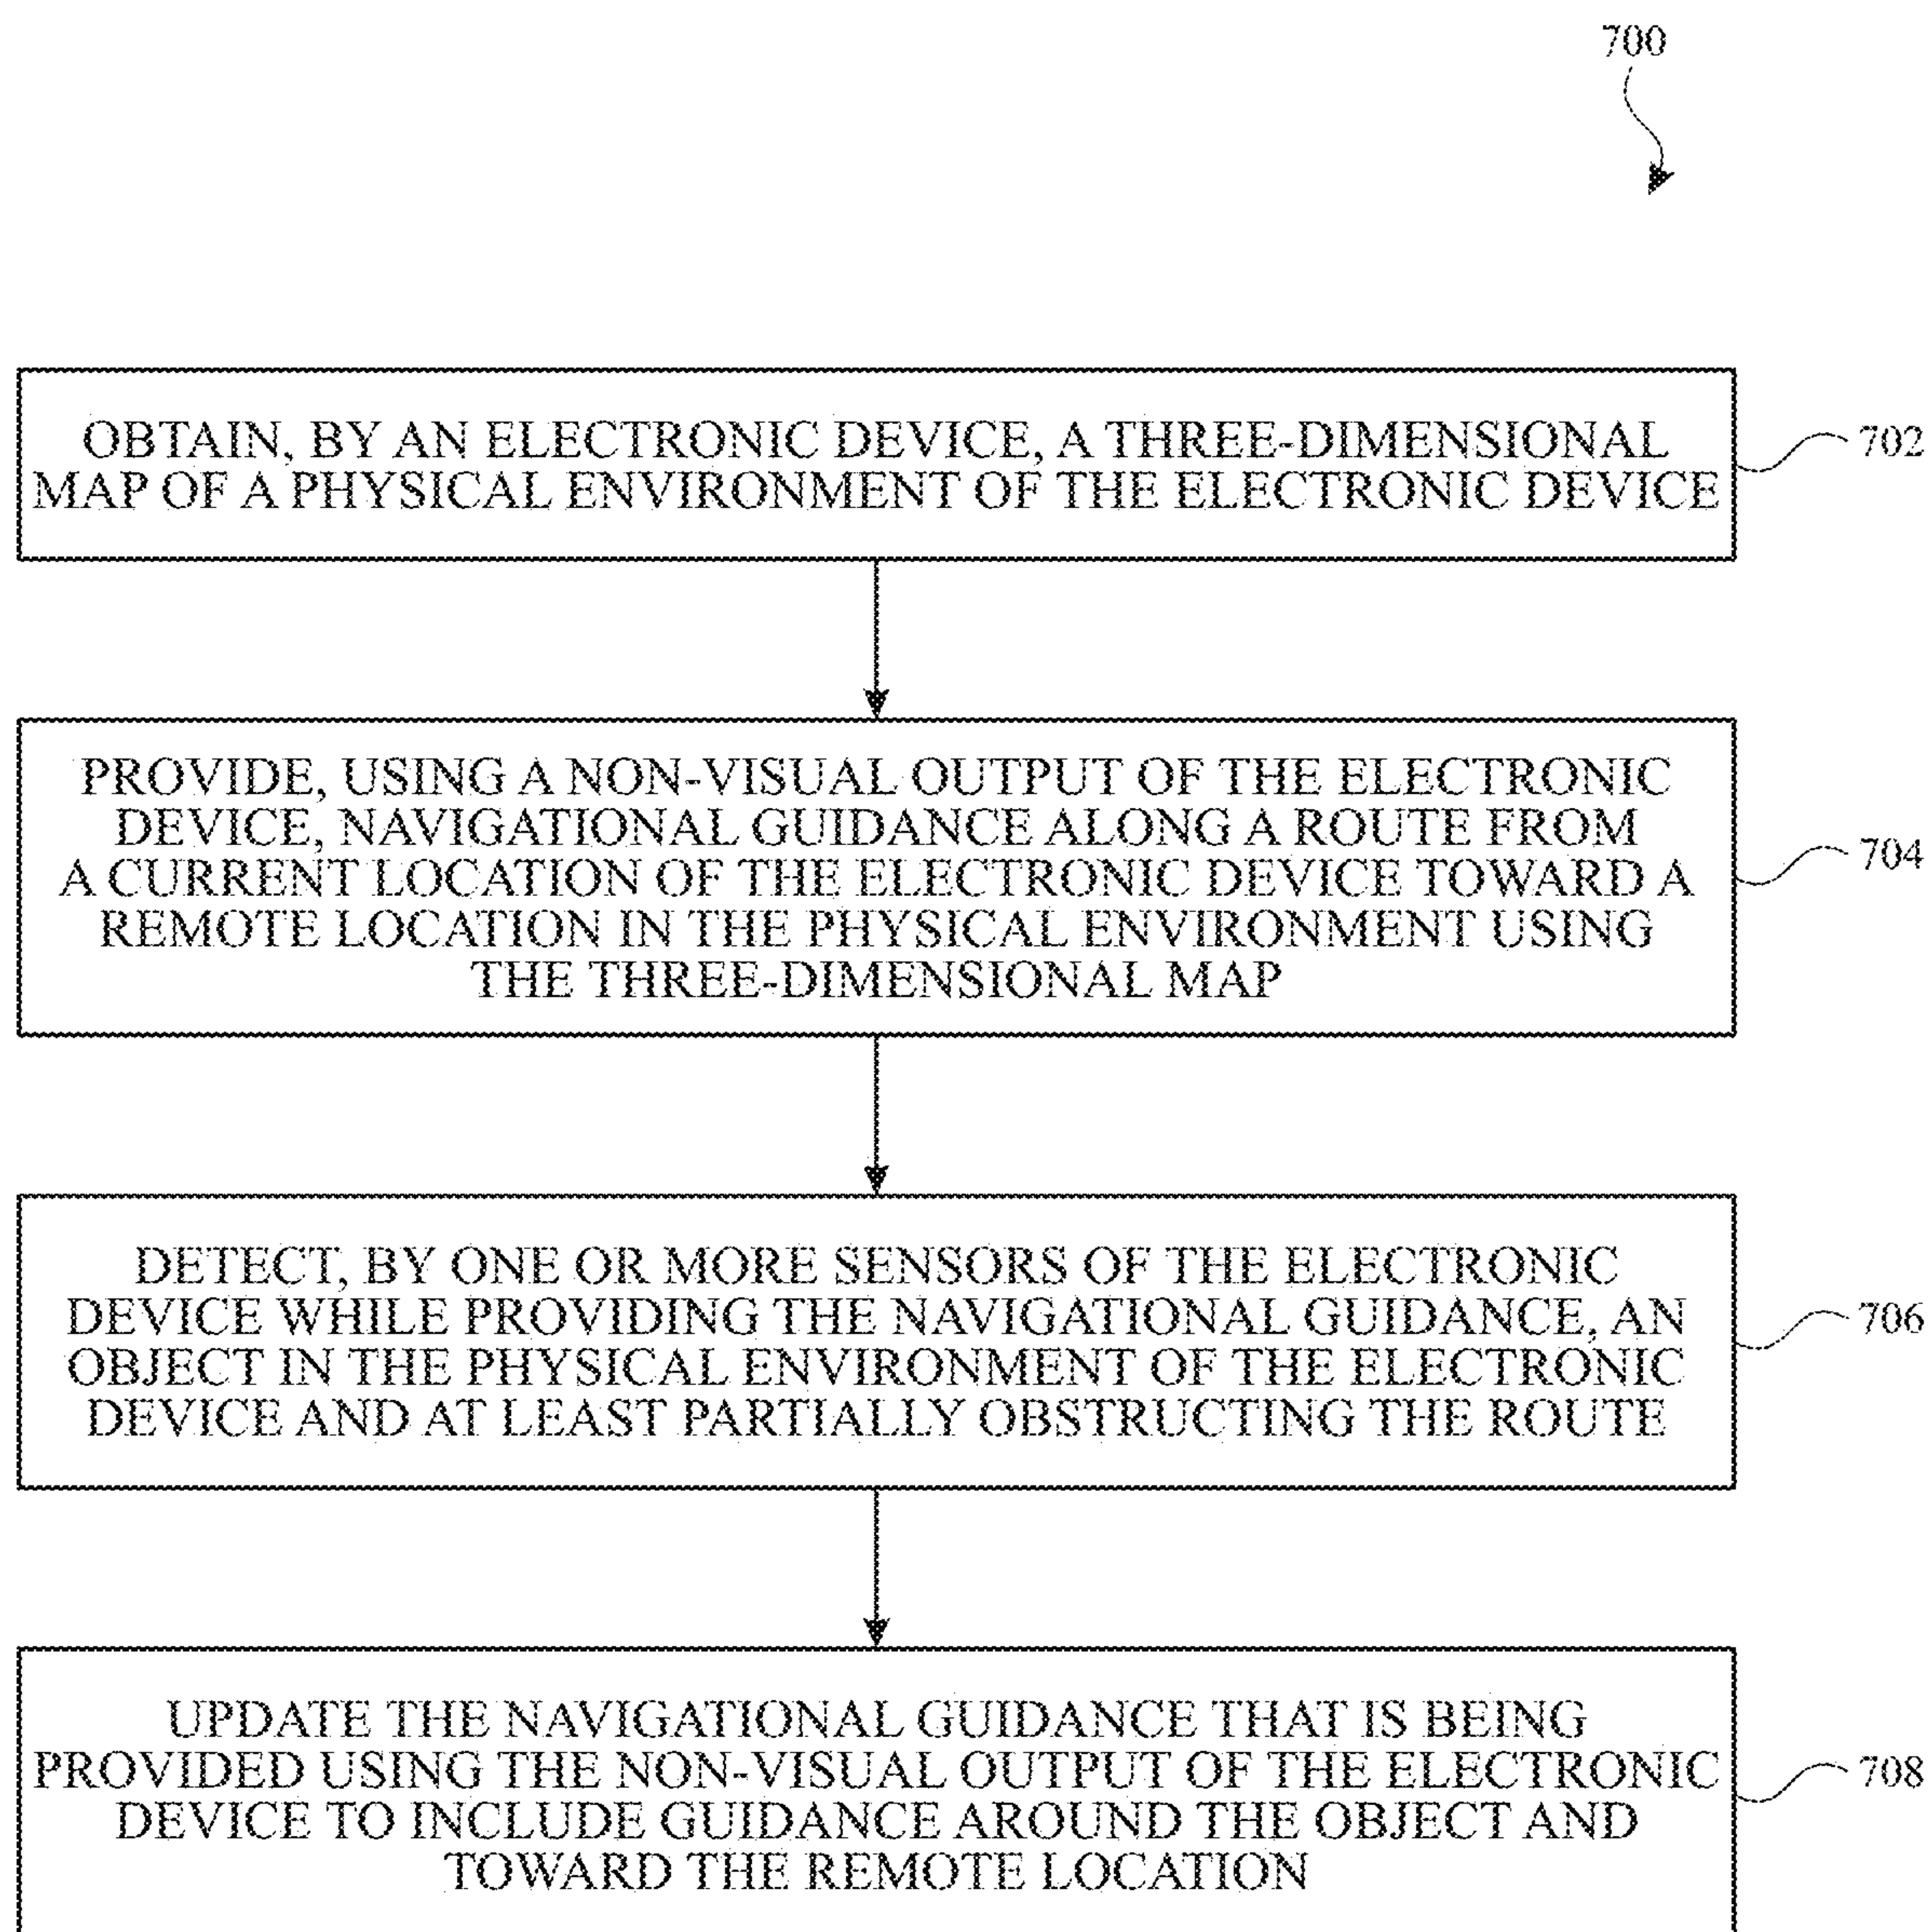 700
OBTAIN, BY AN ELECTRONIC DEVICE, A THREE-DIMENSIONAL
MAP OF A PHYSICAL ENVIRONMENT OF THE ELECTRONIC DEVICE
702
PROVIDE, USING A NON-VISUAL OUTPUT OF THE ELECTRONIC
DEVICE, NAVIGATIONAL GUIDANCE ALONG A ROUTE FROM
A CURRENT LOCATION OF THE ELECTRONIC DEVICE TOWARD A
REMOTE LOCATION IN THE PHYSICAL ENVIRONMENT USING
THE THREE-DIMENSIONAL MAP
704
DETECT, BY ONE OR MORE SENSORS OF THE ELECTRONIC
DEVICE WHILE PROVIDING THE NAVIGATIONAL GUIDANCE, AN
OBJECT IN THE PHYSICAL ENVIRONMENT OF THE ELECTRONIC
DEVICE AND AT LEAST PARTIALLY OBSTRUCTING THE ROUTE
706
UPDATE THE NAVIGATIONAL GUIDANCE THAT IS BEING
PROVIDED USING THE NON-VISUAL OUTPUT OF THE ELECTRONIC
DEVICE TO INCLUDE GUIDANCE AROUND THE OBJECT AND
TOWARD THE REMOTE LOCATION
708